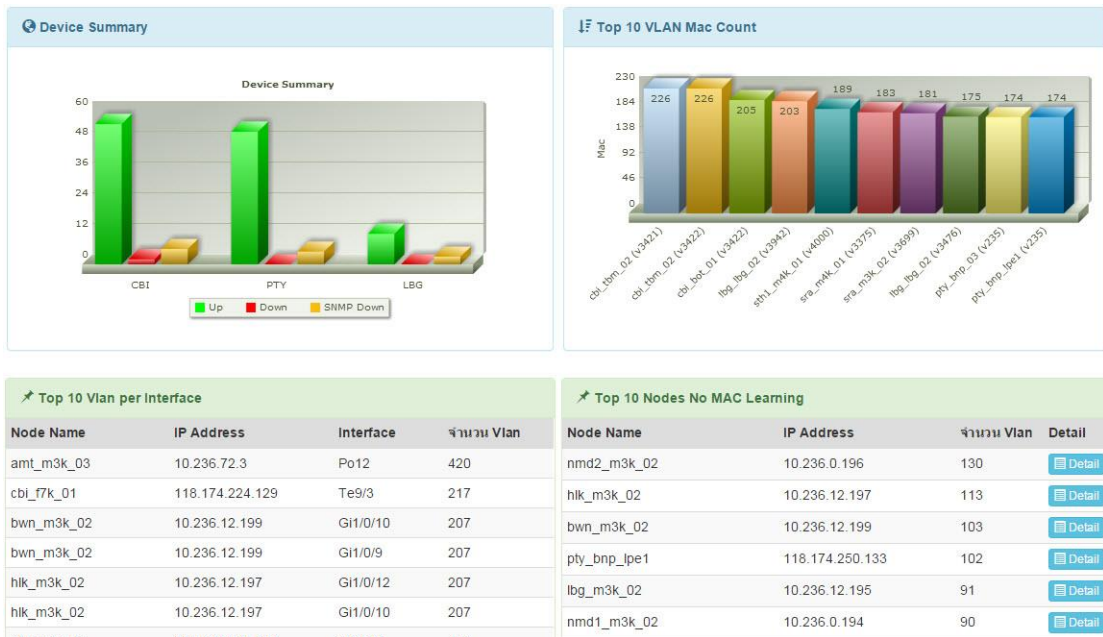 Device Summary
Device Summary
60
48
36
24
12
0
CBI PTY LBG
Up Down SNMP Down
Top 10 VLAN Mac Count
Mac
230
184
138
92
46
0
226 226 205 203 189 183 181 175 174 174
cbi_tbm_02 (v3421)
cbi_tbm_02 (v3422)
cbi_bot_01 (v3422)
lbg_lbg_02 (v3942)
sth1_m4k_01 (v4000)
sra_m4k_01 (v3375)
sra_m3k_02 (v3699)
lbg_lbg_02 (v3476)
pty_bnp_03 (v235)
pty_bnp_lpe1 (v235)
Top 10 Vlan per Interface
Node Name IP Address Interface จำนวน Vlan
amt_m3k_03 10.236.72.3 Po12 420
cbi_f7k_01 118.174.224.129 Te9/3 217
bwn_m3k_02 10.236.12.199 Gi1/0/10 207
bwn_m3k_02 10.236.12.199 Gi1/0/9 207
hlk_m3k_02 10.236.12.197 Gi1/0/12 207
hlk_m3k_02 10.236.12.197 Gi1/0/10 207
Top 10 Nodes No MAC Learning
Node Name IP Address จำนวน Vlan Detail
nmd2_m3k_02 10.236.0.196 130 Detail
hlk_m3k_02 10.236.12.197 113 Detail
bwn_m3k_02 10.236.12.199 103 Detail
pty_bnp_lpe1 118.174.250.133 102 Detail
lbg_m3k_02 10.236.12.195 91 Detail
nmd1_m3k_02 10.236.0.194 90 Detail